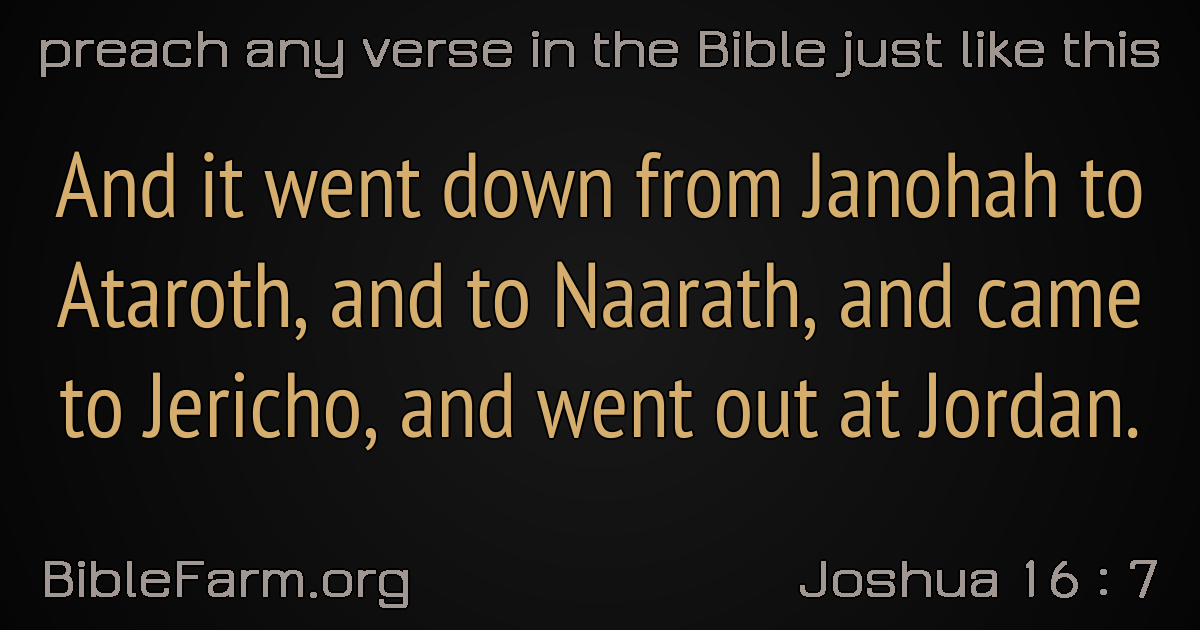 preach any verse in the Bible just like this
And it went down from Janohah to
Ataroth, and to Naarath, and came
to Jericho, and went out at Jordan.
BibleFarm.org
Joshua 16 : 7